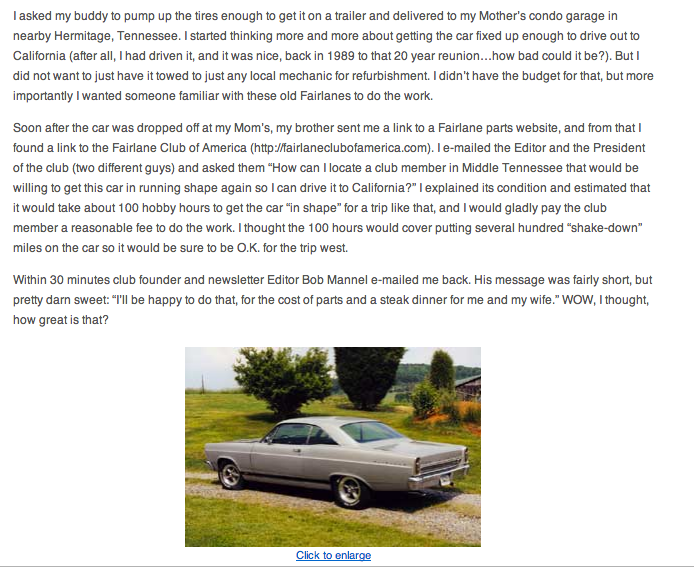 I asked my buddy to pump up the tires enough to get it on a trailer and delivered to my Mother's condo garage in
nearby Hermitage, Tennessee. I started thinking more and more about getting the car fixed up enough to drive out to
California (after all, I had driven it, and it was nice, back in 1989 to that 20 year reunion…how bad could it be?). But I
did not want to just have it towed to just any local mechanic for refurbishment. I didn't have the budget for that, but more
importantly I wanted someone familiar with these old Fairlanes to do the work.
Soon after the car was dropped off at my Mom's, my brother sent me a link to a Fairlane parts website, and from that I
found a link to the Fairlane Club of America (http://fairlaneclubofamerica.com). I e-mailed the Editor and the President
of the club (two different guys) and asked them “How can I locate a club member in Middle Tennessee that would be
willing to get this car in running shape again so I can drive it to California?” I explained its condition and estimated that
it would take about 100 hobby hours to get the car “in shape” for a trip like that, and I would gladly pay the club
member a reasonable fee to do the work. I thought the 100 hours would cover putting several hundred “shake-down”
miles on the car so it would be sure to be O.K. for the trip west.
Within 30 minutes club founder and newsletter Editor Bob Mannel e-mailed me back. His message was fairly short, but
pretty darn sweet: “I'll be happy to do that, for the cost of parts and a steak dinner for me and my wife.” WOW, I thought,
how great is that?
Click to enlarge